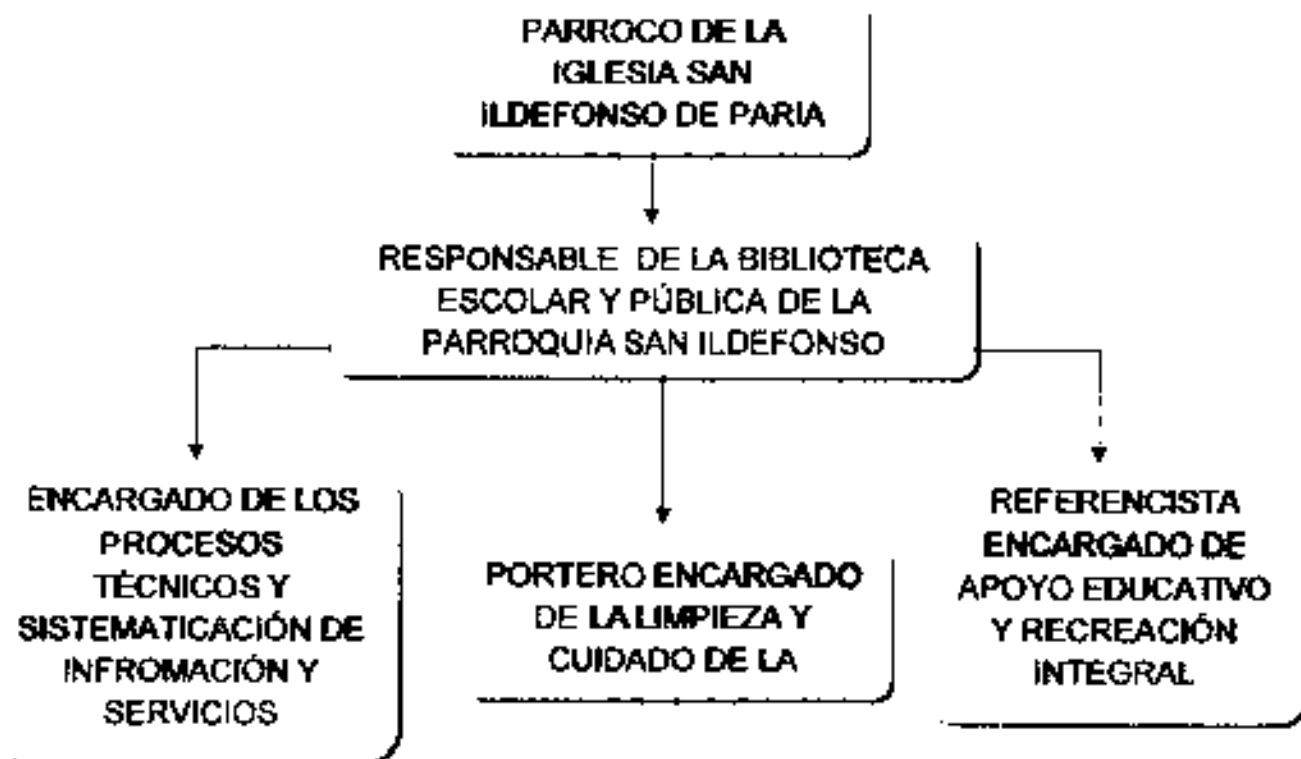 PARROCO DE LA
IGLESIA SAN
ILDEFONSO DE PARIA
RESPONSABLE DE LA BIBLIOTECA
ESCOLAR Y PÚBLICA DE LA
PARROQUIA SAN ILDEFONSO
ENCARGADO DE LOS
PROCESOS
TÉCNICOS Y
SISTEMATICACIÓN DE
INFROMACIÓN Y
SERVICIOS
PORTERO ENCARGADO
DE LA LIMPIEZA Y
CUIDADO DE LA
REFERENCISTA
ENCARGADO DE
APOYO EDUCATIVO
Y RECREACIÓN
INTEGRAL